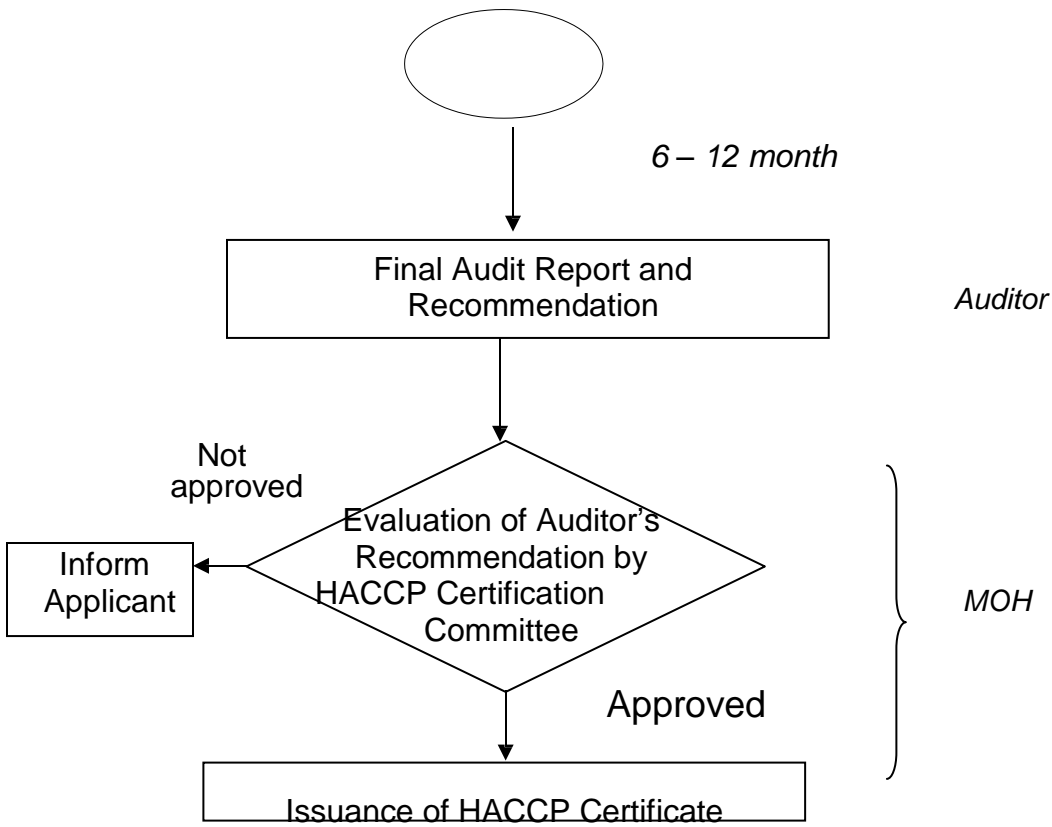 6 – 12 month
Final Audit Report and
Recommendation
Auditor
Not
approved
Evaluation of Auditor’s
Recommendation by
HACCP Certification
Committee
Inform
Applicant
MOH
Approved
Issuance of HACCP Certificate